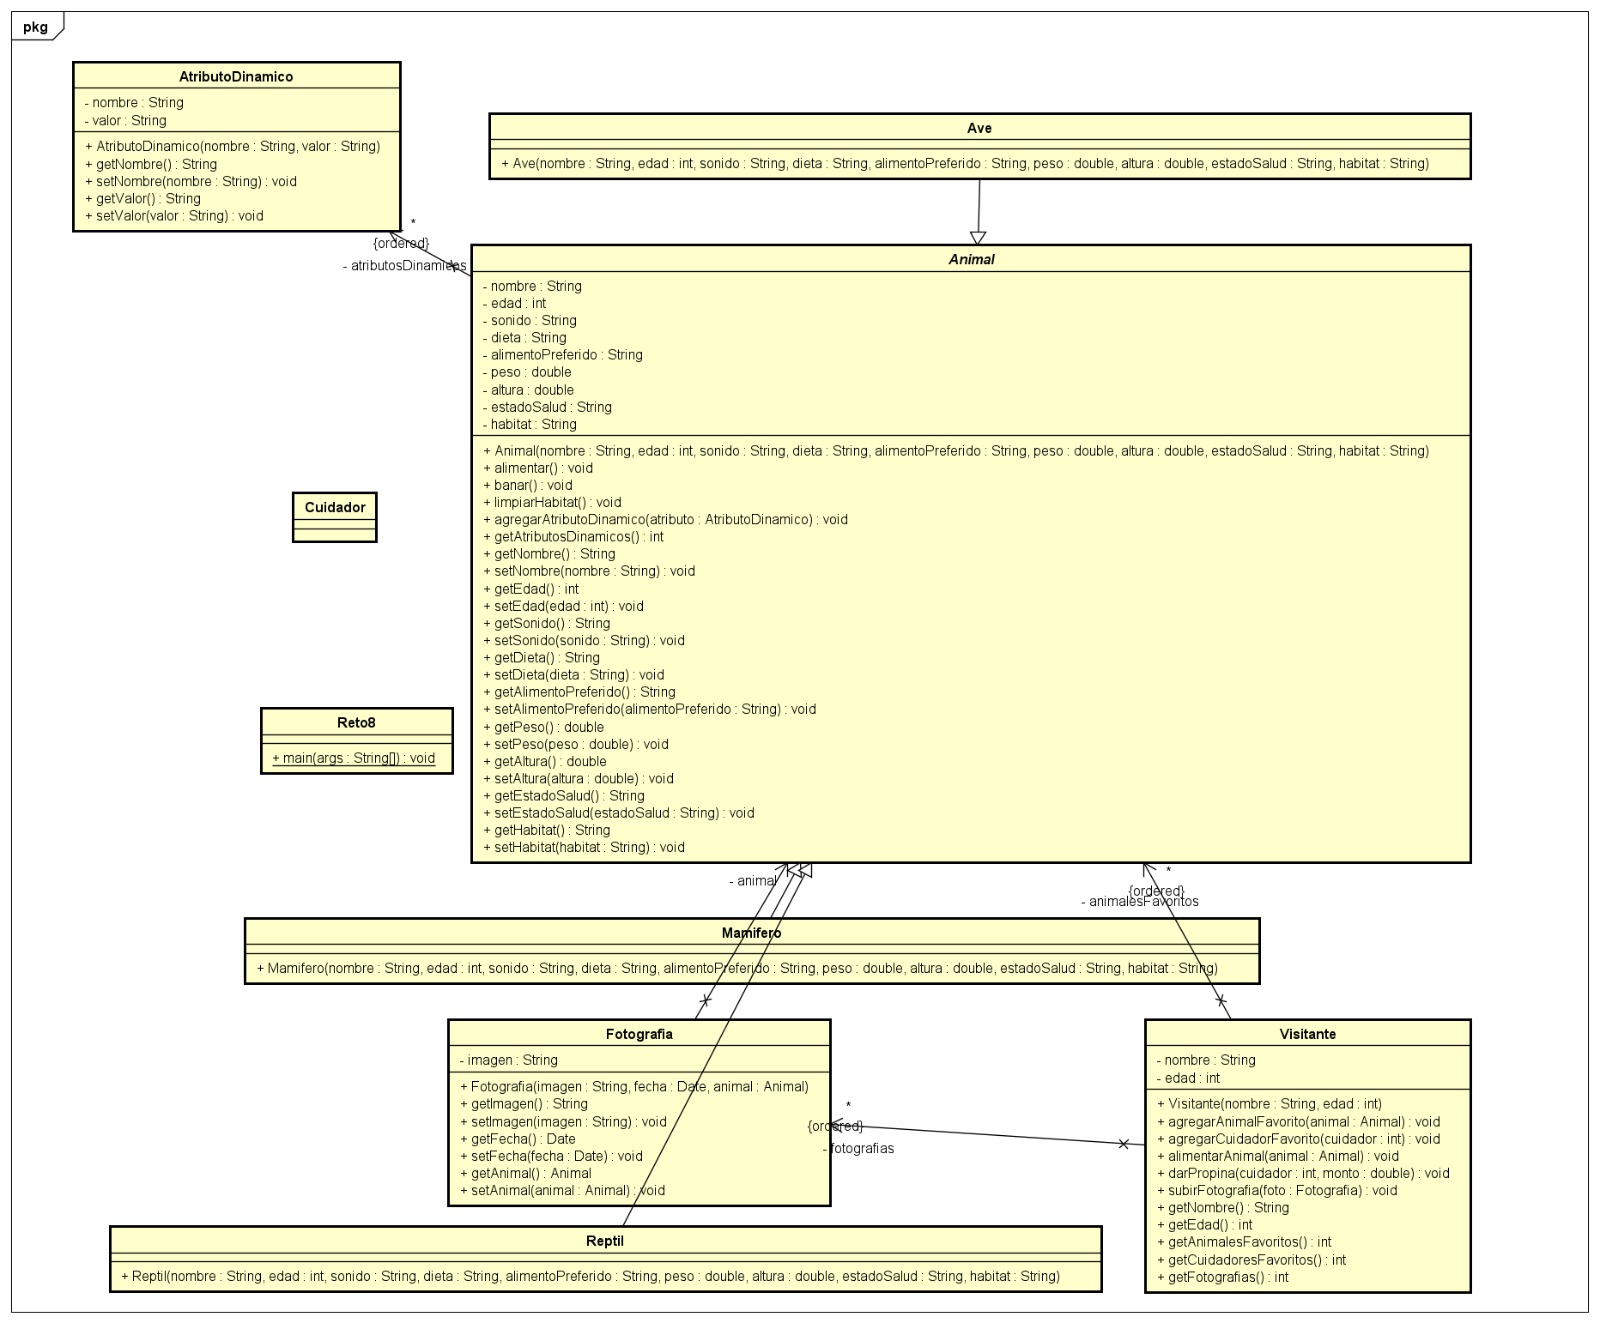 pkg
AtributoDinamico
- nombre : String
- valor : String
+ AtributoDinamico(nombre : String, valor : String)
+ getNombre() : String
+ setNombre(nombre : String) : void
+ getValor() : String
+ setValor(valor : String) : void
*
{ordered}
- atributosDinamicos
Ave
+ Ave(nombre : String, edad : int, sonido : String, dieta : String, alimentoPreferido : String, peso : double, altura : double, estadoSalud : String, habitat : String)
Animal
- nombre : String
- edad : int
- sonido : String
- dieta : String
- alimentoPreferido : String
- peso : double
- altura : double
- estadoSalud : String
- habitat : String
+ Animal(nombre : String, edad : int, sonido : String, dieta : String, alimentoPreferido : String, peso : double, altura : double, estadoSalud : String, habitat : String)
+ alimentar() : void
+ banar() : void
+ limpiarHabitat() : void
+ agregarAtributoDinamico(atributo : AtributoDinamico) : void
+ getAtributosDinamicos() : int
+ getNombre() : String
+ setNombre(nombre : String) : void
+ getEdad() : int
+ setEdad(edad : int) : void
+ getSonido() : String
+ setSonido(sonido : String) : void
+ getDieta() : String
+ setDieta(dieta : String) : void
+ getAlimentoPreferido() : String
+ setAlimentoPreferido(alimentoPreferido : String) : void
+ getPeso() : double
+ setPeso(peso : double) : void
+ getAltura() : double
+ setAltura(altura : double) : void
+ getEstadoSalud() : String
+ setEstadoSalud(estadoSalud : String) : void
+ getHabitat() : String
+ setHabitat(habitat : String) : void
Cuidador
Reto8
+ main(args : String[]) : void
- animal
*
{ordered}
- animalesFavoritos
Mamifero
+ Mamifero(nombre : String, edad : int, sonido : String, dieta : String, alimentoPreferido : String, peso : double, altura : double, estadoSalud : String, habitat : String)
Fotografia
- imagen : String
+ Fotografia(imagen : String, fecha : Date, animal : Animal)
+ getImagen() : String
+ setImagen(imagen : String) : void
+ getFecha() : Date
+ setFecha(fecha : Date) : void
+ getAnimal() : Animal
+ setAnimal(animal : Animal) : void
*
{ordered}
- fotografias
Visitante
- nombre : String
- edad : int
+ Visitante(nombre : String, edad : int)
+ agregarAnimalFavorito(animal : Animal) : void
+ agregarCuidadorFavorito(cuidador : int) : void
+ alimentarAnimal(animal : Animal) : void
+ darPropina(cuidador : int, monto : double) : void
+ subirFotografia(foto : Fotografia) : void
+ getNombre() : String
+ getEdad() : int
+ getAnimalesFavoritos() : int
+ getCuidadoresFavoritos() : int
+ getFotografias() : int
Reptil
+ Reptil(nombre : String, edad : int, sonido : String, dieta : String, alimentoPreferido : String, peso : double, altura : double, estadoSalud : String, habitat : String)